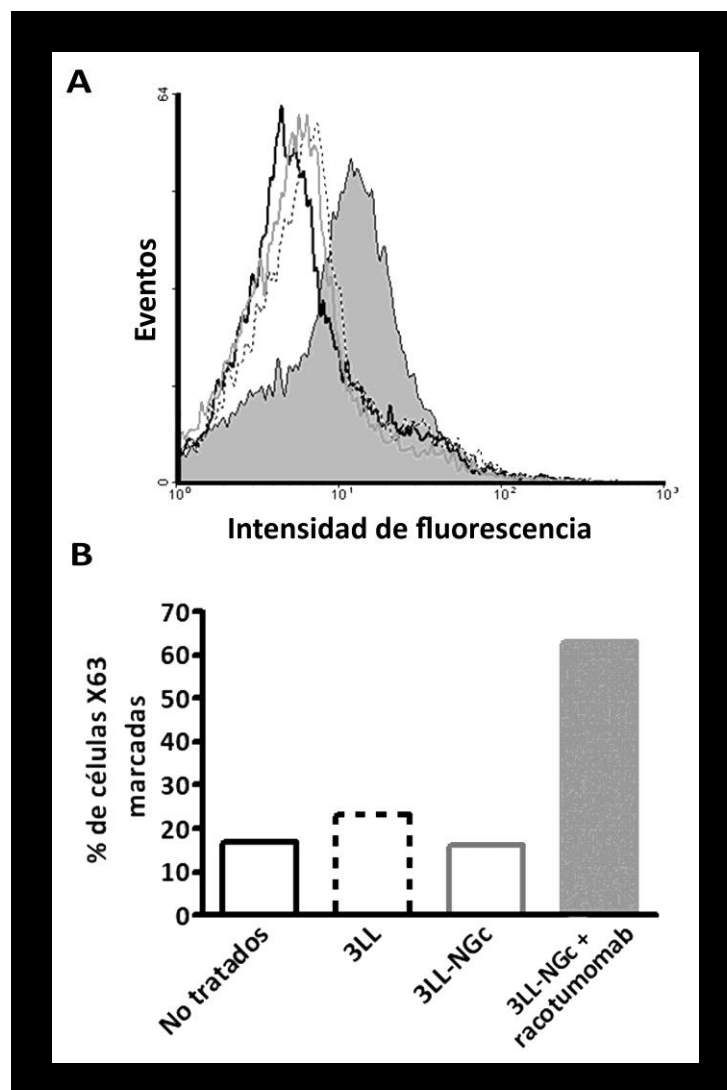 A
64
Eventos
0
10⁰ 10¹ 10² 10³
Intensidad de fluorescencia
B
% de células X63
marcadas
70
60
50
40
30
20
10
0
No tratados
3LL
3LL-NGc
3LL-NGc +
racotumomab